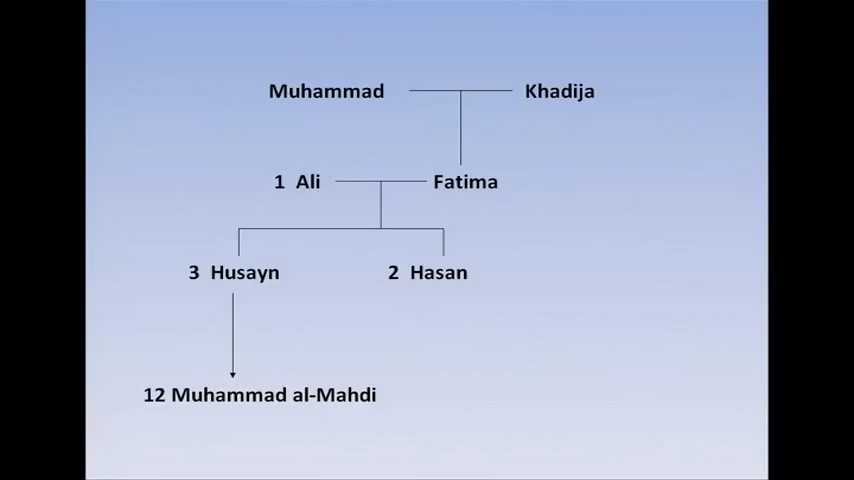 Muhammad Khadija
1 Ali Fatima
3 Husayn 2 Hasan
12 Muhammad al-Mahdi